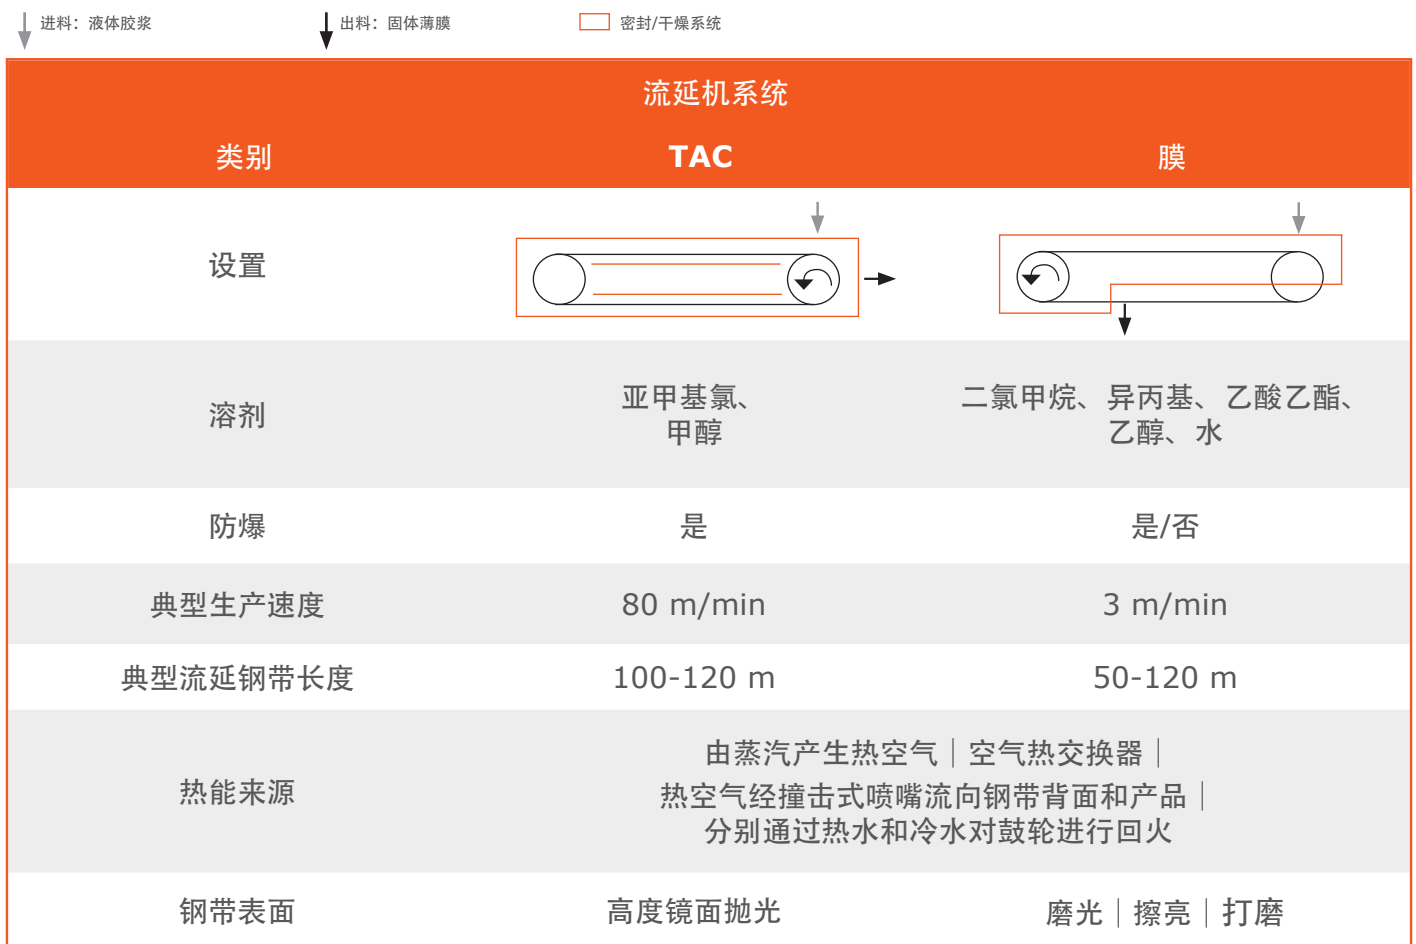 进料：液体胶浆 出料：固体薄膜 密封/干燥系统
流延机系统
类别 TAC 膜
设置
溶剂
亚甲基氯、
甲醇
二氯甲烷、异丙基、乙酸乙酯、
乙醇、水
防爆 是 是/否
典型生产速度 80 m/min 3 m/min
典型流延钢带长度 100-120 m 50-120 m
热能来源
由蒸汽产生热空气｜空气热交换器｜
热空气经撞击式喷嘴流向钢带背面和产品｜
分别通过热水和冷水对鼓轮进行回火
钢带表面 高度镜面抛光 磨光｜擦亮｜打磨